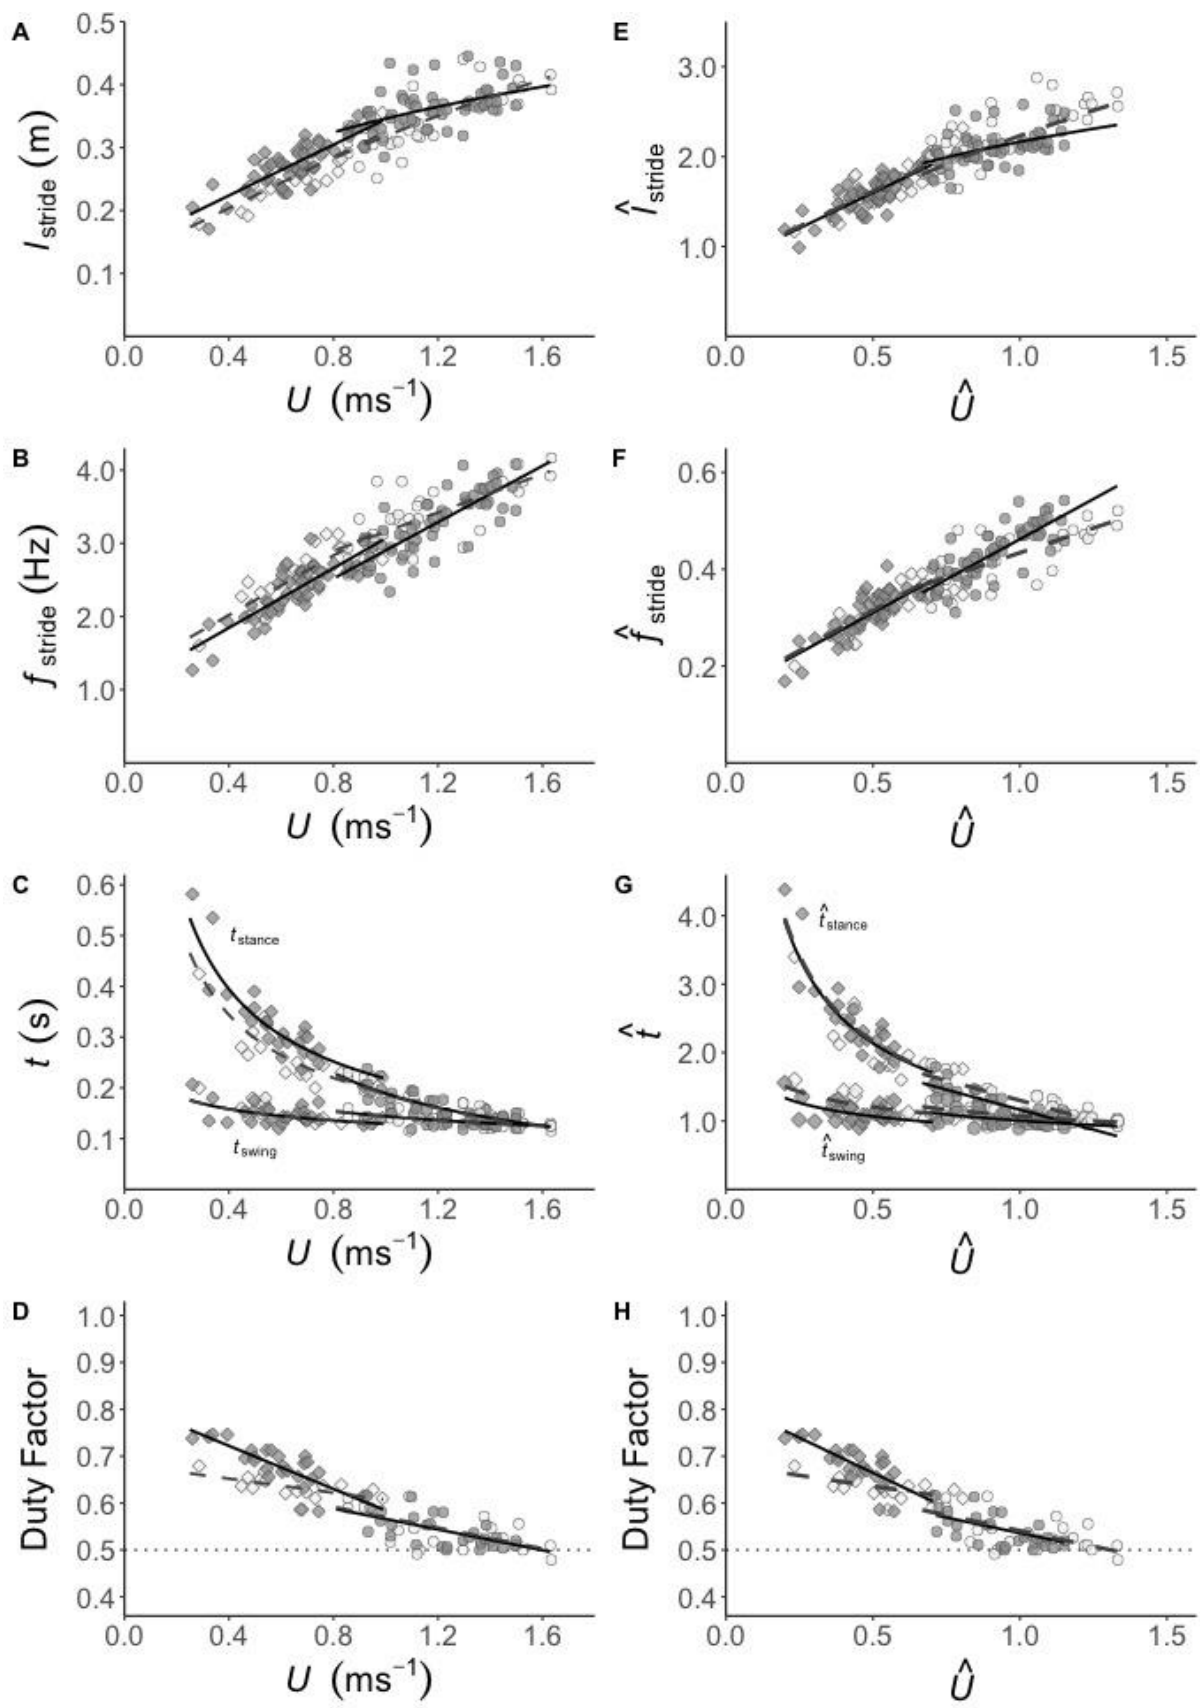 A
0.5
0.4
0.3
0.2
0.1
l stride (m)
0.0 0.4 0.8 1.2 1.6
U (ms⁻¹)
E
3.0
2.0
1.0
l̂ stride
0.0 0.5 1.0 1.5
Û
B
4.0
3.0
2.0
1.0
f stride (Hz)
0.0 0.4 0.8 1.2 1.6
U (ms⁻¹)
F
0.6
0.4
0.2
f̂ stride
0.0 0.5 1.0 1.5
Û
C
0.6
0.5
0.4
0.3
0.2
0.1
t (s)
t stance
t swing
0.0 0.4 0.8 1.2 1.6
U (ms⁻¹)
G
4.0
3.0
2.0
1.0
t̂
t̂ stance
t̂ swing
0.0 0.5 1.0 1.5
Û
D
1.0
0.9
0.8
0.7
0.6
0.5
0.4
Duty Factor
0.0 0.4 0.8 1.2 1.6
U (ms⁻¹)
H
1.0
0.9
0.8
0.7
0.6
0.5
0.4
Duty Factor
0.0 0.5 1.0 1.5
Û